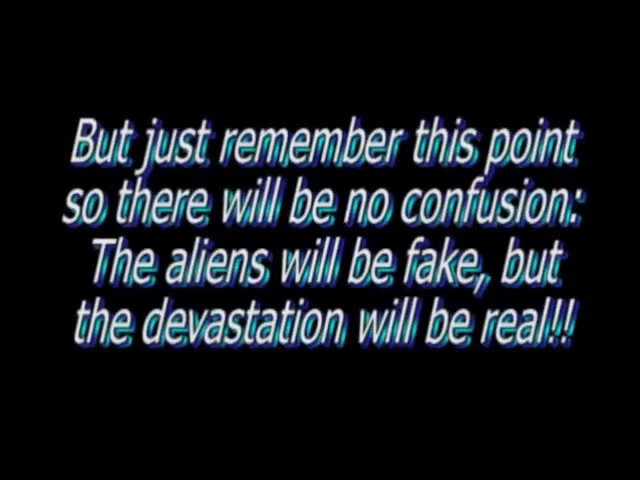 But just remember this point
so there will be no confusion:
The aliens will be fake, but
the devastation will be real!!